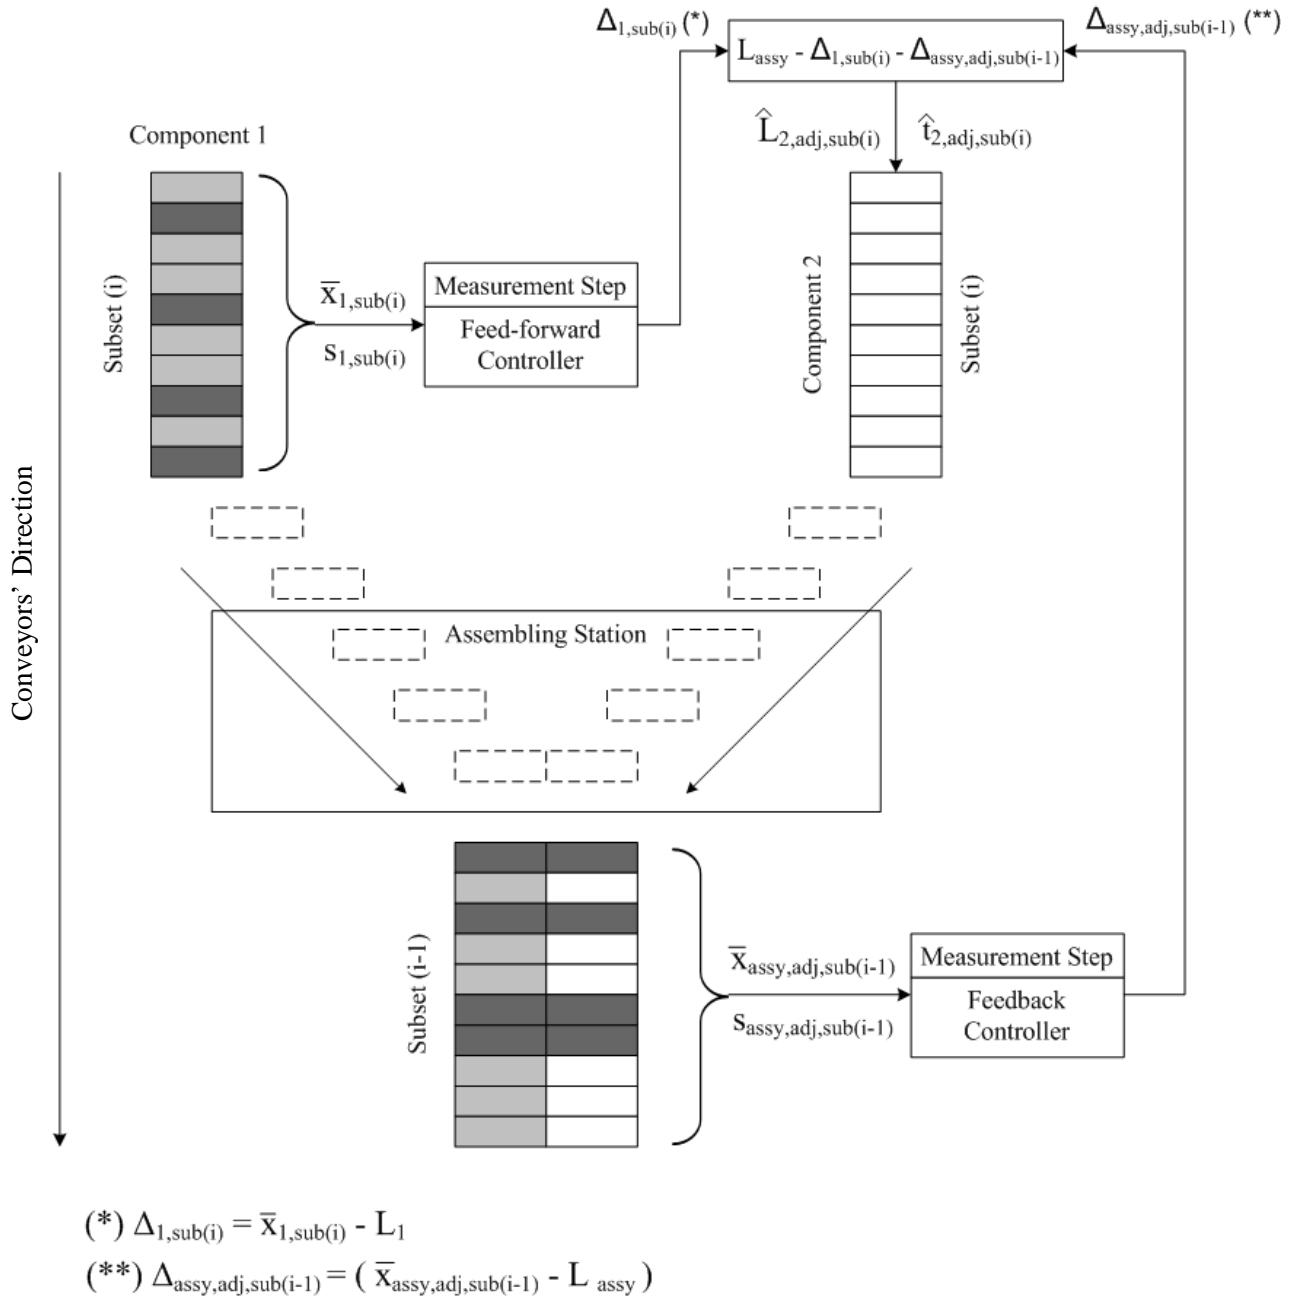 Δ1,sub(i) (*)
Δassy,adj,sub(i-1) (**)
Lassy - Δ1,sub(i) - Δassy,adj,sub(i-1)
L̂2,adj,sub(i)
t̂2,adj,sub(i)
Component 1
Subset (i)
x̅1,sub(i)
s1,sub(i)
Measurement Step
Feed-forward
Controller
Component 2
Subset (i)
Conveyors’ Direction
Assembling Station
Subset (i-1)
x̅assy,adj,sub(i-1)
sassy,adj,sub(i-1)
Measurement Step
Feedback
Controller
(*) Δ1,sub(i) = x̅1,sub(i) - L1
(**) Δassy,adj,sub(i-1) = ( x̅assy,adj,sub(i-1) - L assy )